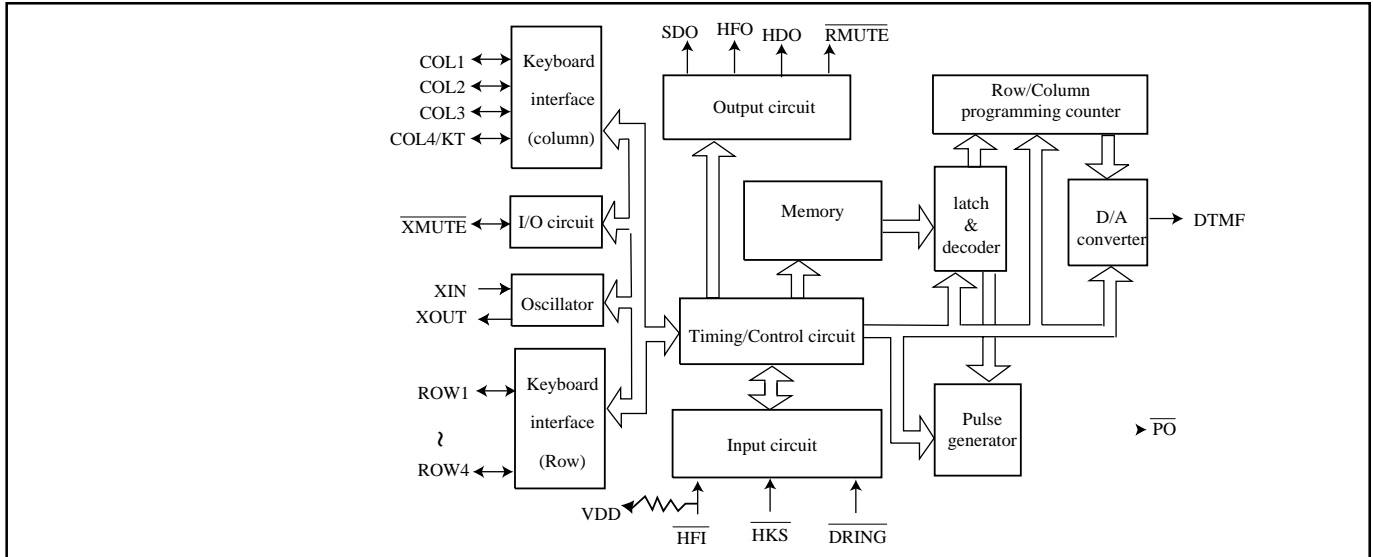 SDO
HFO
HDO
RMUTE
COL1
COL2
COL3
COL4/KT
Keyboard
interface
(column)
Output circuit
Row/Column
programming counter
XMUTE
I/O circuit
Memory
latch
&
decoder
D/A
converter
DTMF
XIN
XOUT
Oscillator
Timing/Control circuit
ROW1
~
ROW4
Keyboard
interface
(Row)
Input circuit
Pulse
generator
PO
VDD
HFI
HKS
DRING